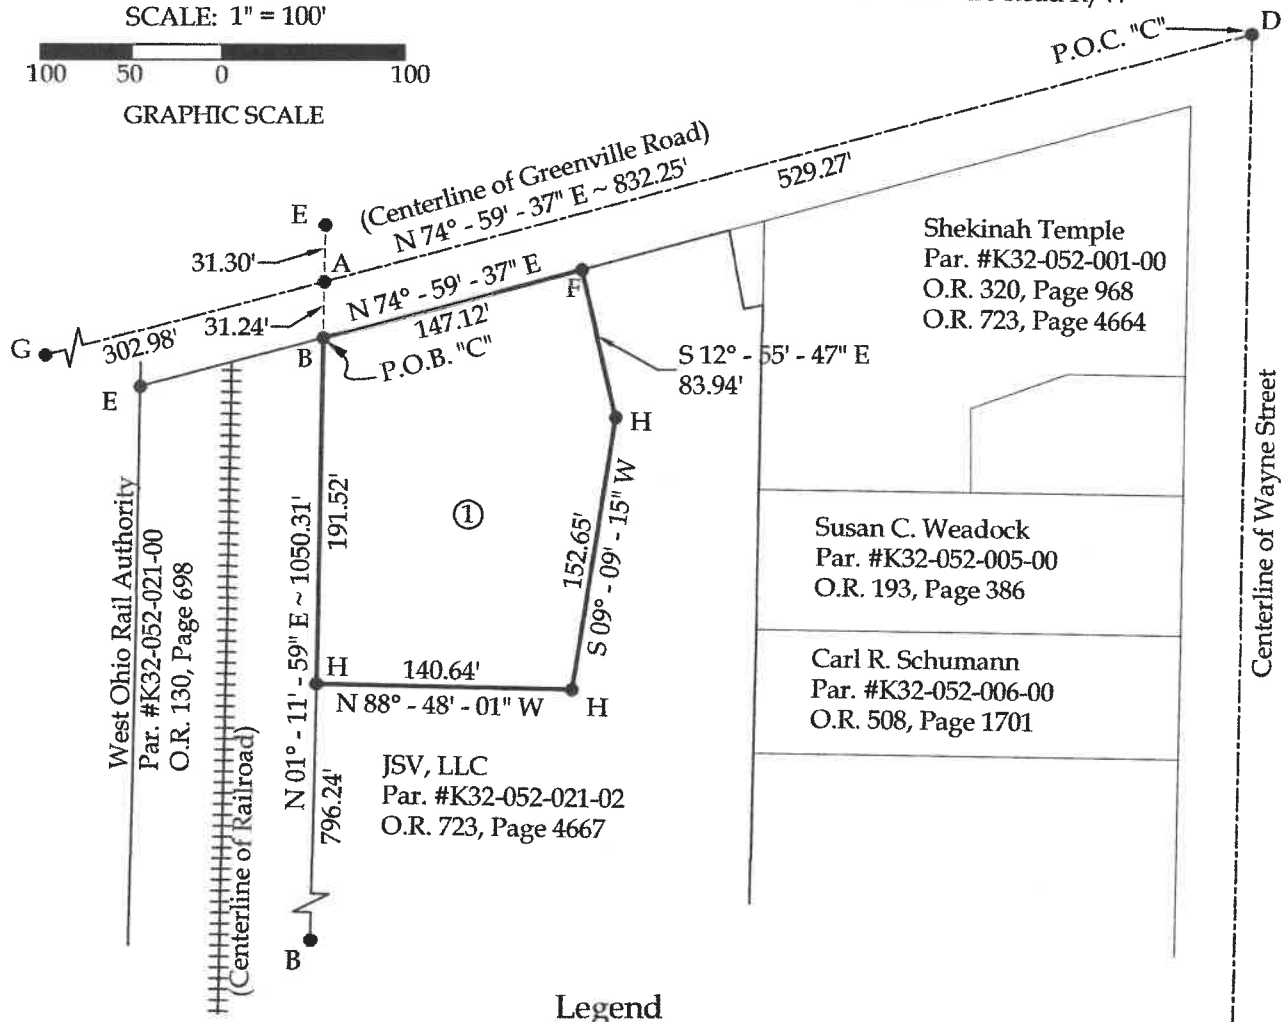 SCALE: 1" = 100'
100 50 0 100
GRAPHIC SCALE
D
P.O.C. "C"
(Centerline of Greenville Road)
N 74° - 59' - 37" E ~ 832.25'
529.27'
E
31.30'
A
N 74° - 59' - 37" E
F
31.24'
147.12'
G
302.98'
B
P.O.B. "C"
E
Shekinah Temple
Par. #K32-052-001-00
O.R. 320, Page 968
O.R. 723, Page 4664
S 12° - 55' - 47" E
83.94'
H
Centerline of Wayne Street
West Ohio Rail Authority
Par. #K32-052-021-00
O.R. 130, Page 698
(Centerline of Railroad)
N 01° - 11' - 59" E ~ 1050.31'
191.52'
1
152.65'
S 09° - 09' - 15" W
Susan C. Weadock
Par. #K32-052-005-00
O.R. 193, Page 386
H
140.64'
N 88° - 48' - 01" W
H
Carl R. Schumann
Par. #K32-052-006-00
O.R. 508, Page 1701
796.24'
JSV, LLC
Par. #K32-052-021-02
O.R. 723, Page 4667
B
Legend